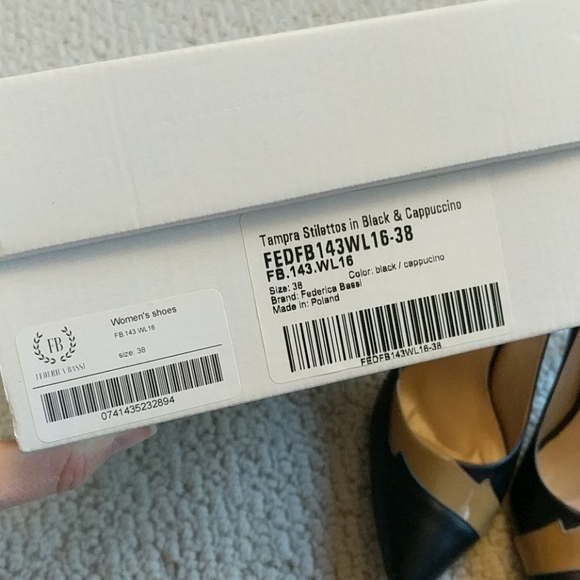 Tampra Stilettos in Black & Cappuccino
FEDFB143WL16-38
FB.143.WL16
Size: 38 Color: black / cappucino
Brand: Federica Bassi
Made in: Poland
FEDFB143WL16-38
Women's shoes
FB.143.WL16
size: 38
FB
FEDERICA BASSI
0741435232894